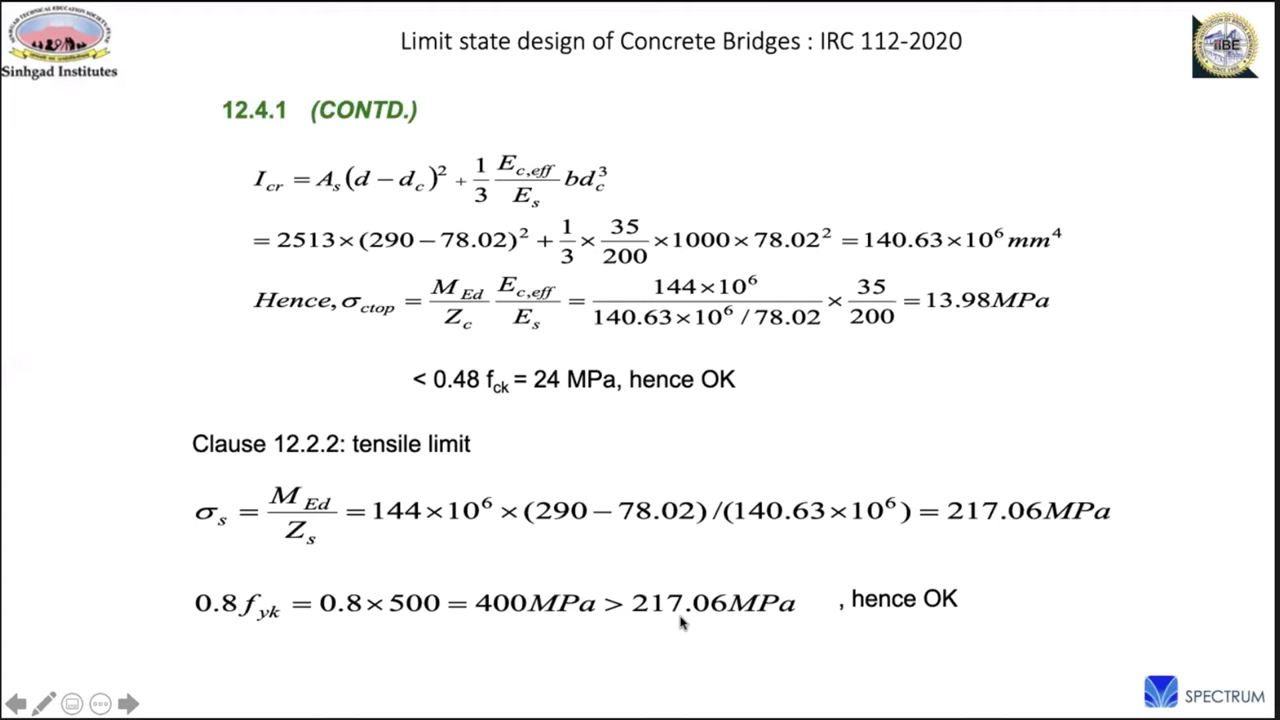 Limit state design of Concrete Bridges : IRC 112-2020
Sinhgad Institutes
IIBE
12.4.1 (CONTD.)
I_cr = A_s(d − d_c)² + 1/3 E_c,eff/E_s bd_c³
= 2513×(290 − 78.02)² + 1/3 × 35/200 ×1000×78.02² = 140.63×10⁶ mm⁴
Hence, σ_ctop = M_Ed/Z_c E_c,eff/E_s = 144×10⁶/140.63×10⁶ / 78.02 × 35/200 = 13.98MPa
< 0.48 f_ck = 24 MPa, hence OK
Clause 12.2.2: tensile limit
σ_s = M_Ed/Z_s = 144×10⁶ ×(290 − 78.02) /(140.63×10⁶) = 217.06MPa
0.8 f_yk = 0.8×500 = 400MPa > 217.06MPa , hence OK
SPECTRUM